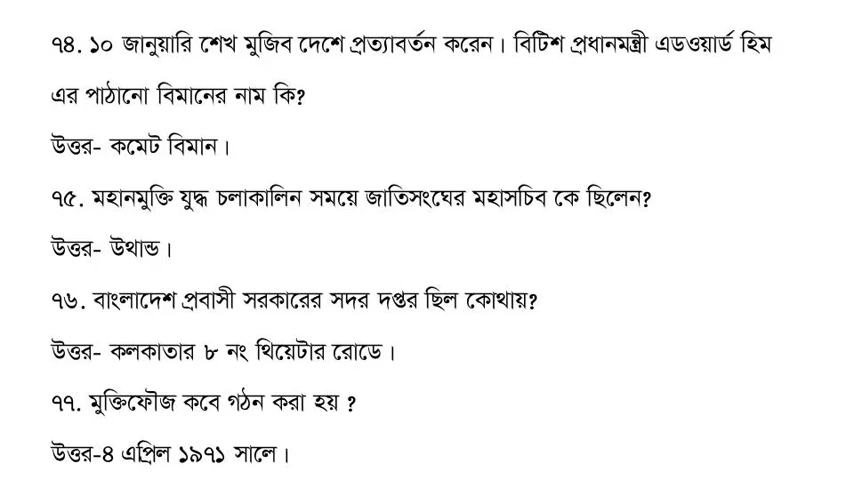 ৭৪. ১০ জানুয়ারি শেখ মুজিব দেশে প্রত্যাবর্তন করেন। বিটিশ প্রধানমন্ত্রী এডওয়ার্ড হিম
এর পাঠানো বিমানের নাম কি?
উত্তর- কমেট বিমান।
৭৫. মহানমুক্তি যুদ্ধ চলাকালিন সময়ে জাতিসংঘের মহাসচিব কে ছিলেন?
উত্তর- উথান্ড।
৭৬. বাংলাদেশ প্রবাসী সরকারের সদর দপ্তর ছিল কোথায়?
উত্তর- কলকাতার ৮ নং থিয়েটার রোডে।
৭৭. মুক্তিফৌজ কবে গঠন করা হয় ?
উত্তর-৪ এপ্রিল ১৯৭১ সালে।